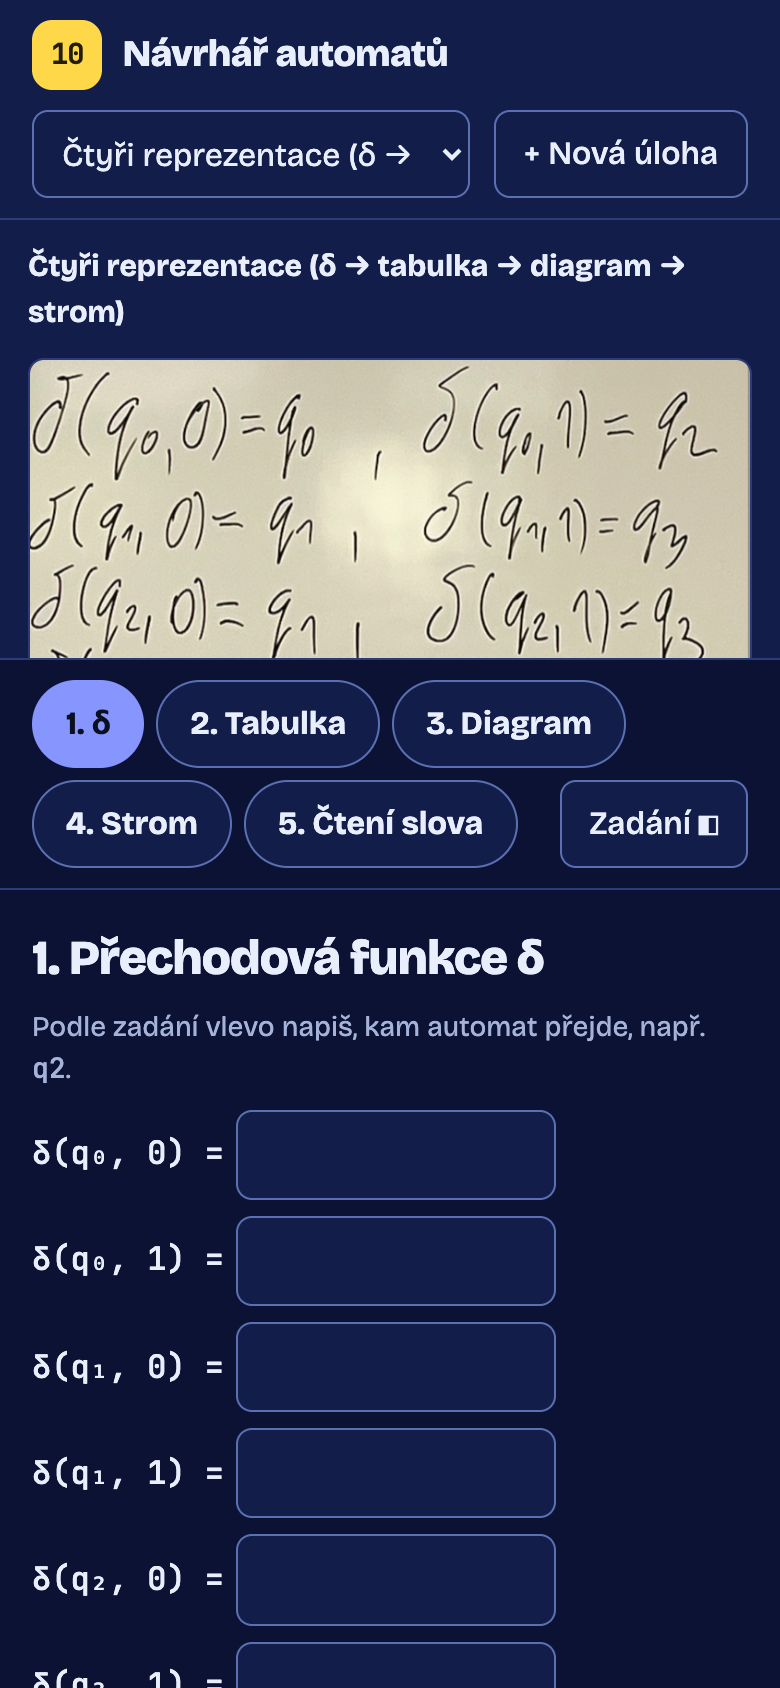 10 Návrhář automatů
Čtyři reprezentace (δ →
+ Nová úloha
Čtyři reprezentace (δ → tabulka → diagram →
strom)
δ(q0, 0) = q0 , δ(q0, 1) = q2
δ(q1, 0) = q1 , δ(q1, 1) = q3
δ(q2, 0) = q1 , δ(q2, 1) = q3
1. δ
2. Tabulka
3. Diagram
4. Strom
5. Čtení slova
Zadání
1. Přechodová funkce δ
Podle zadání vlevo napiš, kam automat přejde, např.
q2.
δ(q₀, 0) =
δ(q₀, 1) =
δ(q₁, 0) =
δ(q₁, 1) =
δ(q₂, 0) =
δ(q₂, 1) =